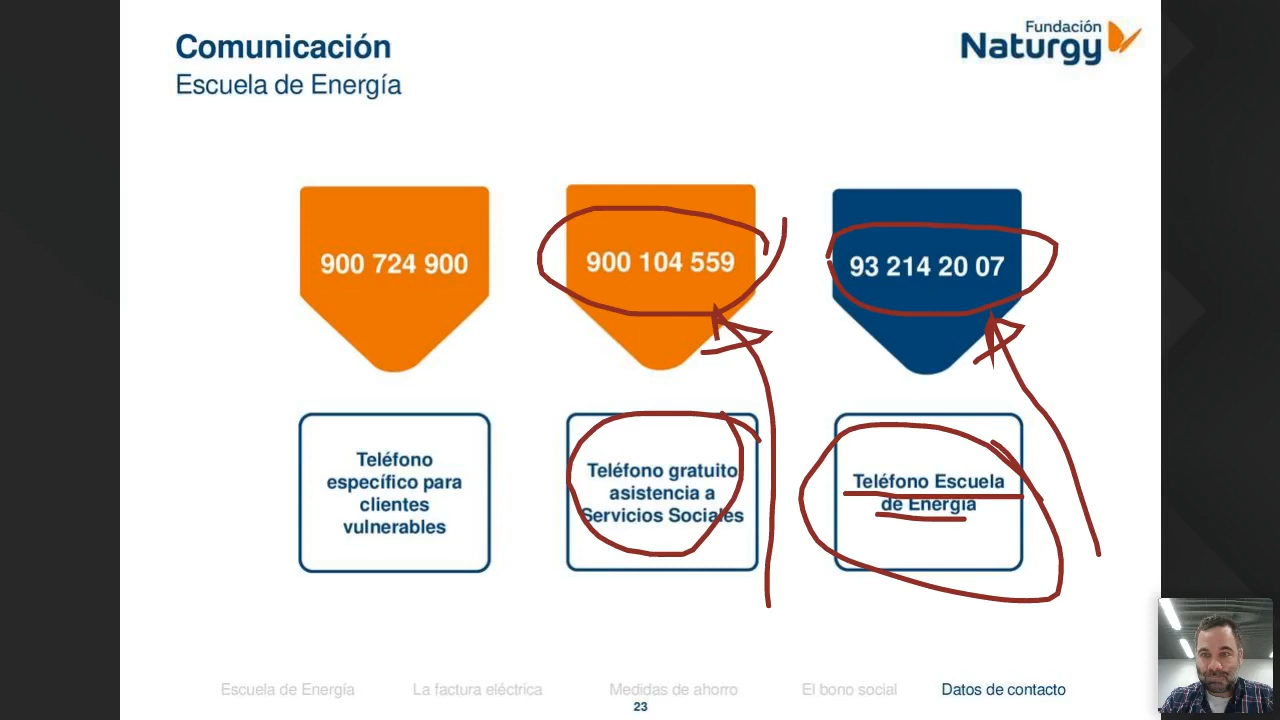 Comunicación
Escuela de Energía
Fundación
Naturgy
900 724 900
900 104 559
93 214 20 07
Teléfono
específico para
clientes
vulnerables
Teléfono gratuito
asistencia a
Servicios Sociales
Teléfono Escuela
de Energía
Escuela de Energía
La factura eléctrica
Medidas de ahorro
El bono social
Datos de contacto
23